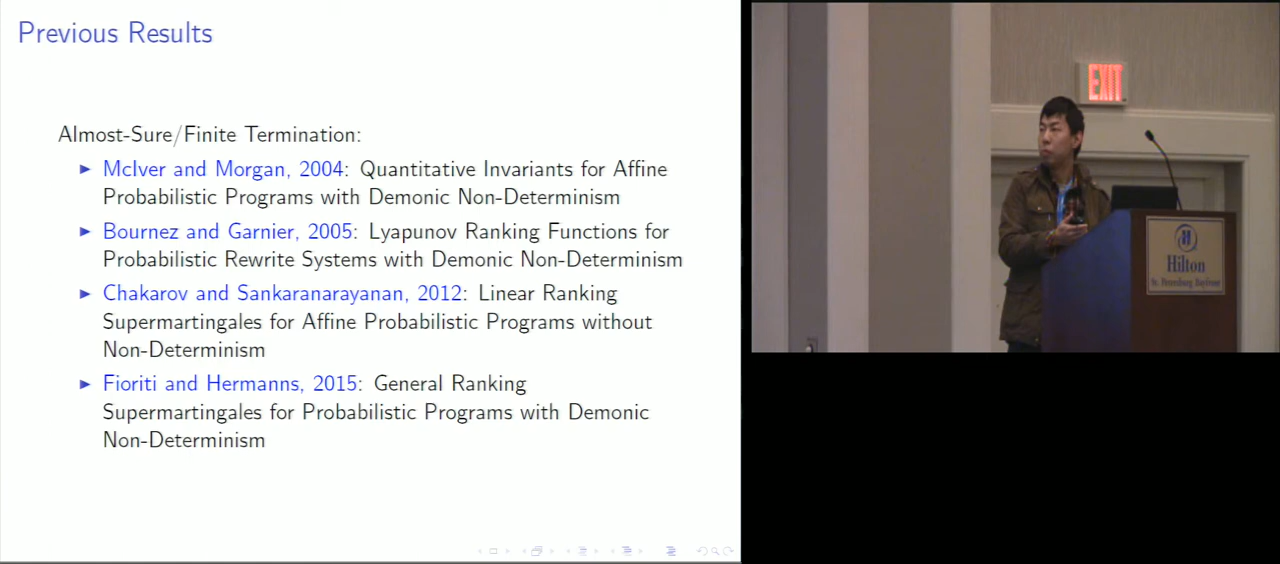 Previous Results
Almost-Sure/Finite Termination:
► McIver and Morgan, 2004: Quantitative Invariants for Affine
Probabilistic Programs with Demonic Non-Determinism
► Bournez and Garnier, 2005: Lyapunov Ranking Functions for
Probabilistic Rewrite Systems with Demonic Non-Determinism
► Chakarov and Sankaranarayanan, 2012: Linear Ranking
Supermartingales for Affine Probabilistic Programs without
Non-Determinism
► Fioriti and Hermanns, 2015: General Ranking
Supermartingales for Probabilistic Programs with Demonic
Non-Determinism
EXIT
Hilton
St. Petersburg Bayfront